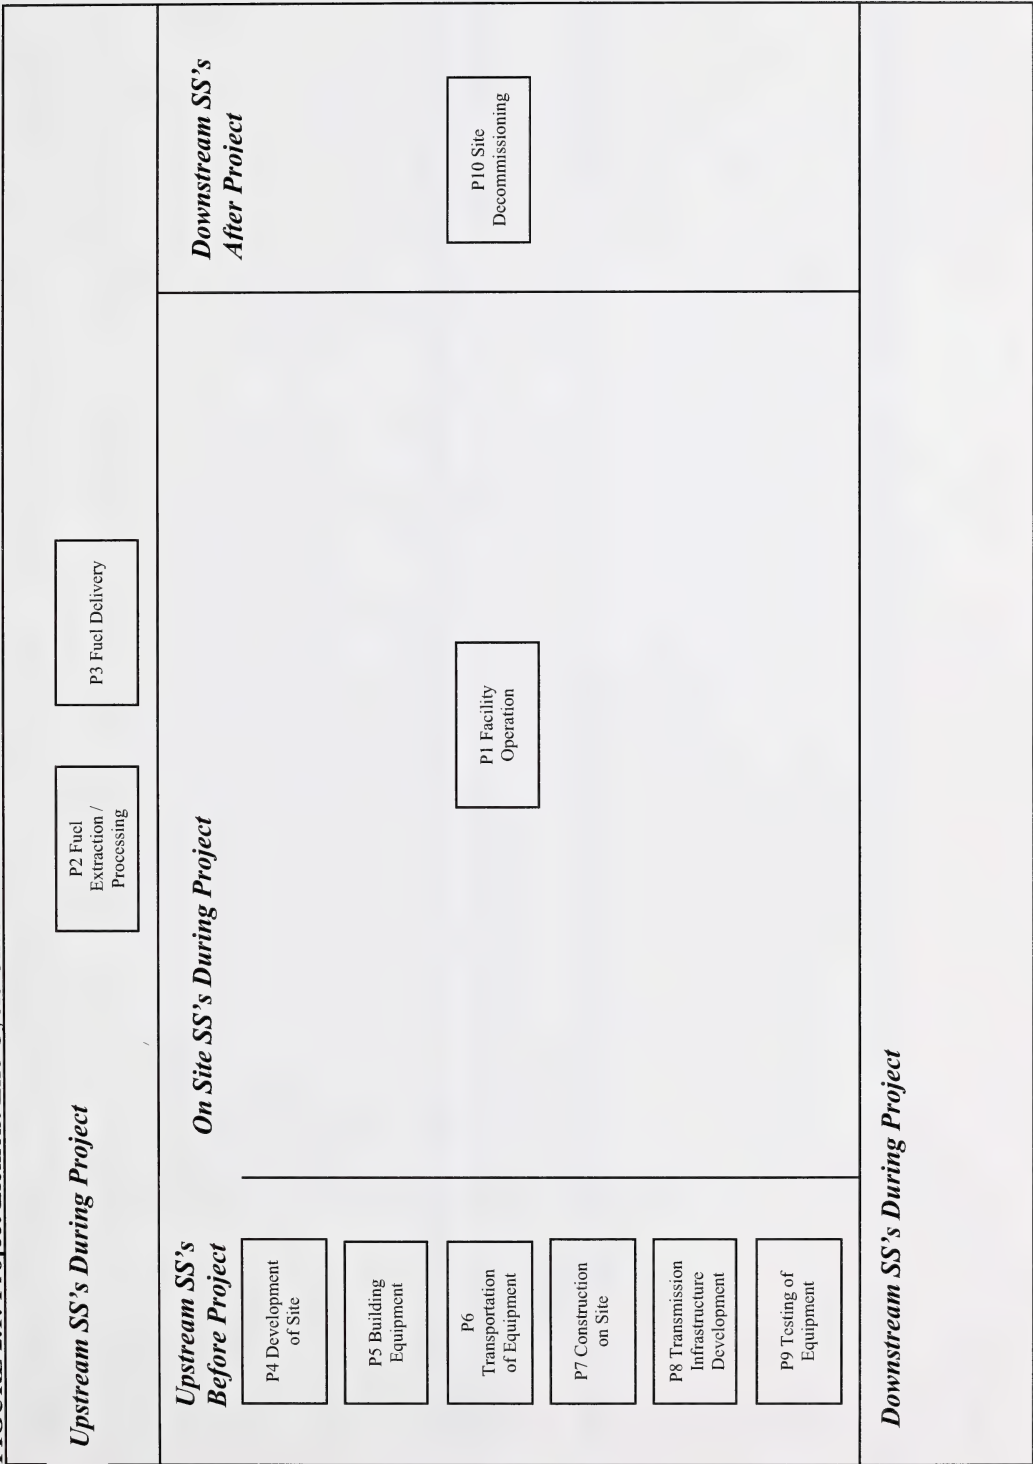 Upstream SS's During Project
P2 Fuel
Extraction /
Processing
P3 Fuel Delivery
Upstream SS's
Before Project
On Site SS's During Project
Downstream SS's
After Project
P4 Development
of Site
P5 Building
Equipment
P6
Transportation
of Equipment
P7 Construction
on Site
P8 Transmission
Infrastructure
Development
P9 Testing of
Equipment
P1 Facility
Operation
P10 Site
Decommissioning
Downstream SS's During Project